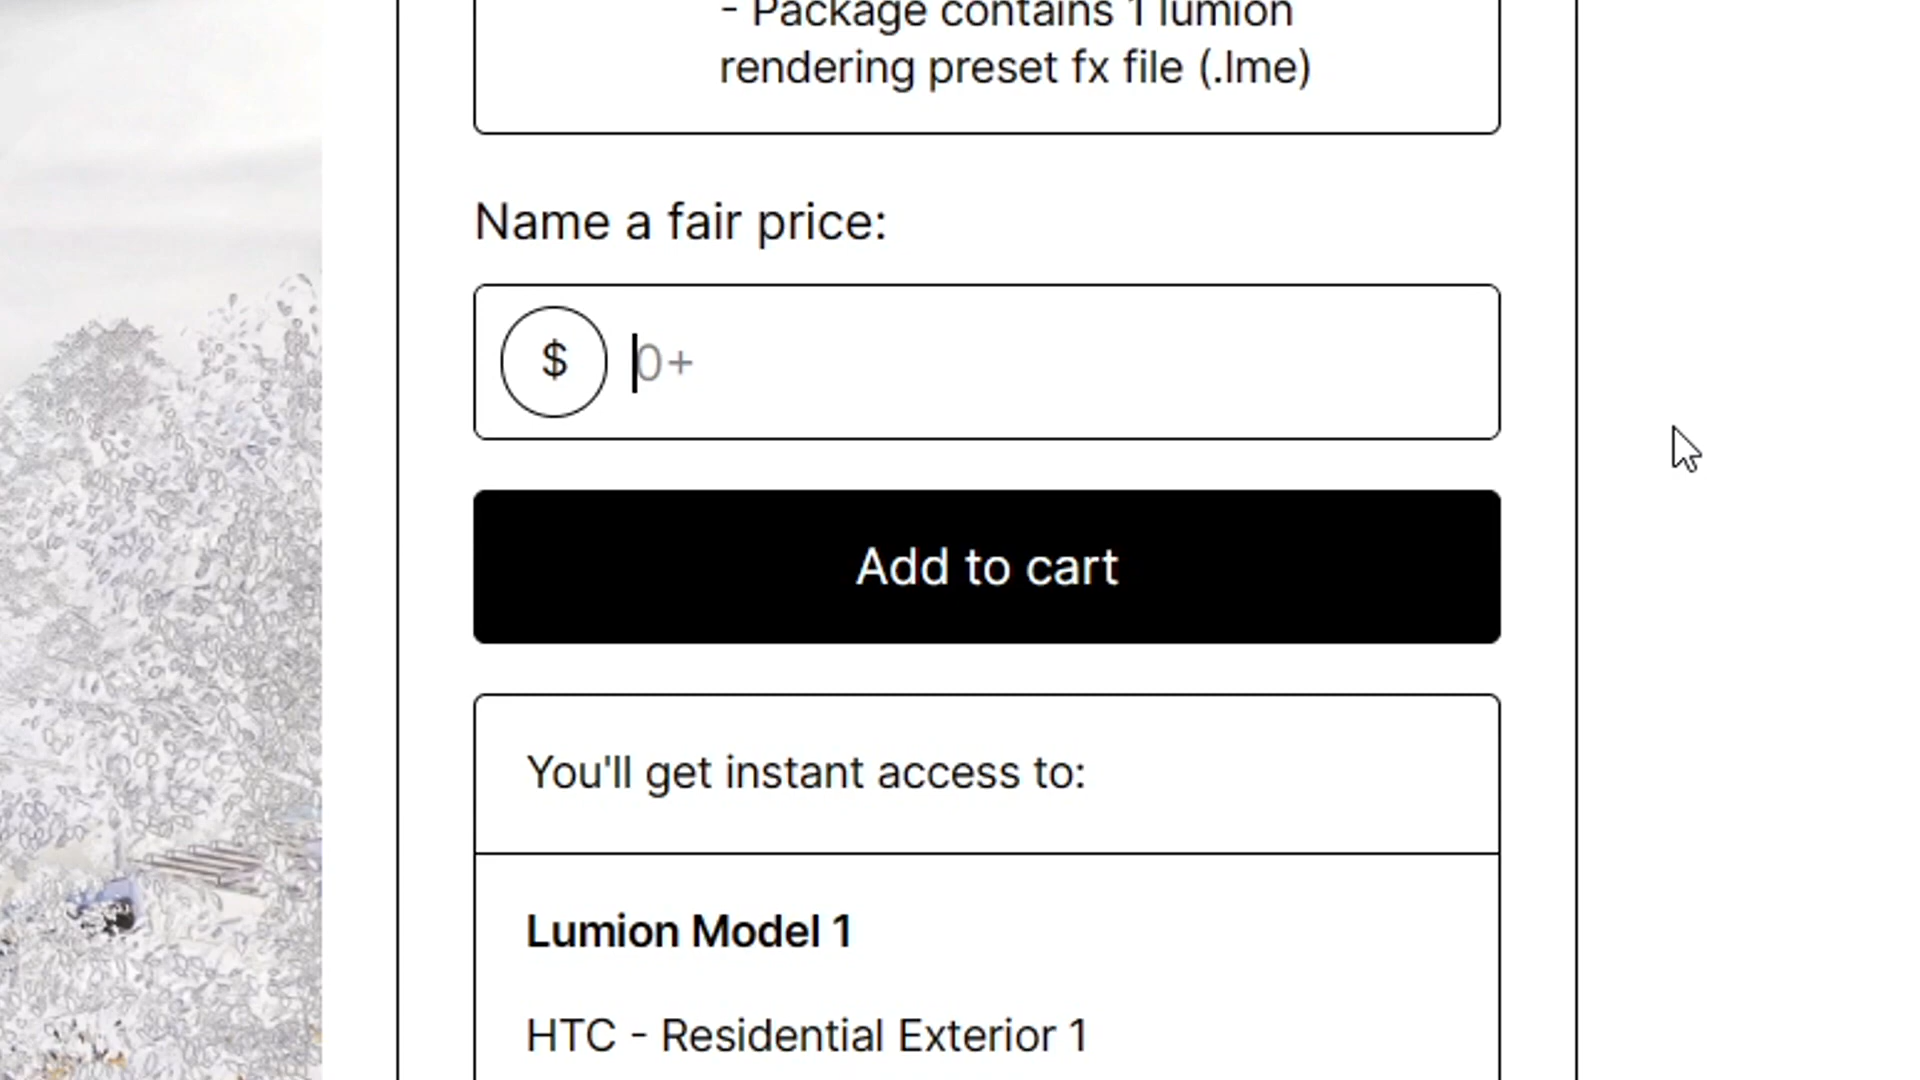 - Package contains 1 lumion
rendering preset fx file (.lme)
Name a fair price:
$ 0+
Add to cart
You'll get instant access to:
Lumion Model 1
HTC - Residential Exterior 1